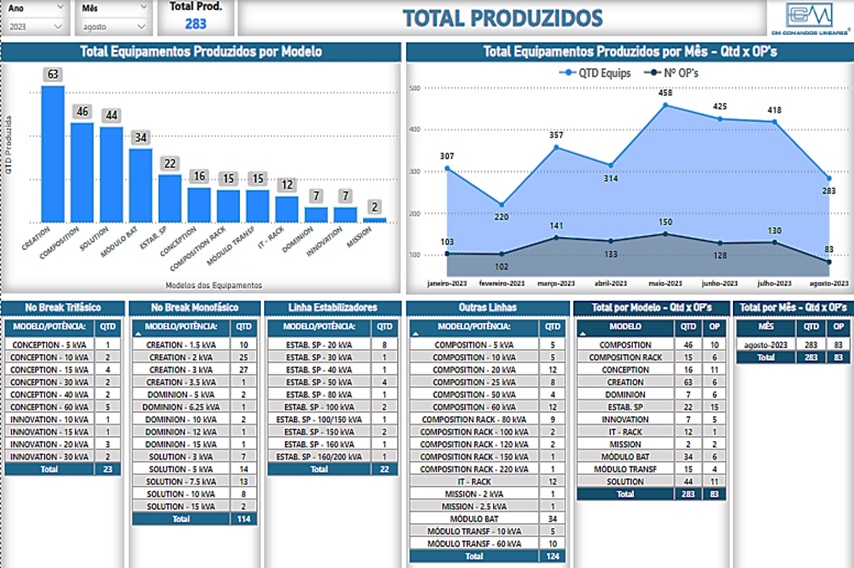 Ano
2023
Mês
agosto
Total Prod.
283
TOTAL PRODUZIDOS
CM COMANDOS LINEARES
Total Equipamentos Produzidos por Modelo
QTD Produzida
63
46
44
34
22
16
15
15
12
7
7
2
CREATION
COMPOSITION
SOLUTION
MÓDULO BAT
ESTAB. SP
CONCEPTION
COMPOSITION RACK
MÓDULO TRANSF
IT - RACK
DOMINION
INNOVATION
MISSION
Modelos dos Equipamentos
Total Equipamentos Produzidos por Mês – Qtd x OP's
QTD Equips
Nº OP's
500
400
300
200
100
307
220
357
314
458
425
418
283
103
102
141
133
150
128
130
83
janeiro-2023
fevereiro-2023
março-2023
abril-2023
maio-2023
junho-2023
julho-2023
agosto-2023
No Break Trifásico
MODELO/POTÊNCIA: QTD
CONCEPTION - 5 kVA 1
CONCEPTION - 10 kVA 2
CONCEPTION - 15 kVA 4
CONCEPTION - 30 kVA 2
CONCEPTION - 40 kVA 2
CONCEPTION - 60 kVA 5
INNOVATION - 10 kVA 1
INNOVATION - 15 kVA 1
INNOVATION - 20 kVA 3
INNOVATION - 30 kVA 2
Total 23
No Break Monofásico
MODELO/POTÊNCIA: QTD
CREATION - 1.5 kVA 10
CREATION - 2 kVA 25
CREATION - 3 kVA 27
CREATION - 3.5 kVA 1
DOMINION - 5 kVA 2
DOMINION - 6.25 kVA 1
DOMINION - 10 kVA 2
DOMINION - 12 kVA 1
DOMINION - 15 kVA 1
SOLUTION - 3 kVA 7
SOLUTION - 5 kVA 14
SOLUTION - 7.5 kVA 13
SOLUTION - 10 kVA 8
SOLUTION - 15 kVA 2
Total 114
Linha Estabilizadores
MODELO/POTÊNCIA: QTD
ESTAB. SP - 20 kVA 8
ESTAB. SP - 30 kVA 1
ESTAB. SP - 40 kVA 1
ESTAB. SP - 50 kVA 4
ESTAB. SP - 80 kVA 1
ESTAB. SP - 100 kVA 2
ESTAB. SP - 100/150 kVA 1
ESTAB. SP - 150 kVA 2
ESTAB. SP - 160 kVA 1
ESTAB. SP - 160/200 kVA 1
Total 22
Outras Linhas
MODELO/POTÊNCIA: QTD
COMPOSITION - 5 kVA 5
COMPOSITION - 10 kVA 5
COMPOSITION - 20 kVA 12
COMPOSITION - 25 kVA 8
COMPOSITION - 50 kVA 4
COMPOSITION - 60 kVA 12
COMPOSITION RACK - 80 kVA 9
COMPOSITION RACK - 100 kVA 2
COMPOSITION RACK - 120 kVA 2
COMPOSITION RACK - 150 kVA 1
COMPOSITION RACK - 220 kVA 1
IT - RACK 12
MISSION - 2 kVA 1
MISSION - 2.5 kVA 1
MÓDULO BAT 34
MÓDULO TRANSF - 10 kVA 5
MÓDULO TRANSF - 60 kVA 10
Total 124
Total por Modelo – Qtd x OP's
MODELO QTD OP
COMPOSITION 46 10
COMPOSITION RACK 15 6
CONCEPTION 16 11
CREATION 63 6
DOMINION 7 6
ESTAB. SP 22 15
INNOVATION 7 5
IT - RACK 12 1
MISSION 2 2
MÓDULO BAT 34 6
MÓDULO TRANSF 15 4
SOLUTION 44 11
Total 283 83
Total por Mês – Qtd x OP's
MÊS QTD OP
agosto-2023 283 83
Total 283 83